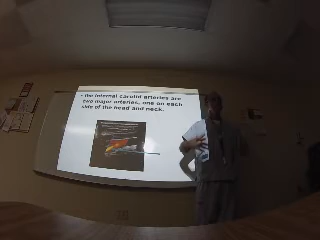 • the internal carotid arteries are
two major arteries, one on each
side of the head and neck.